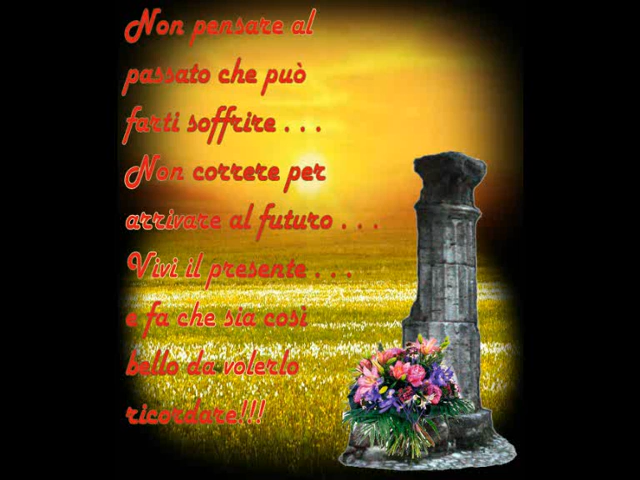 Non pensare al
passato che può
farti soffrire . . .
Non correre per
arrivare al futuro . . .
Vivi il presente . . .
e fa che sia così
bello da volerlo
ricordare!!!